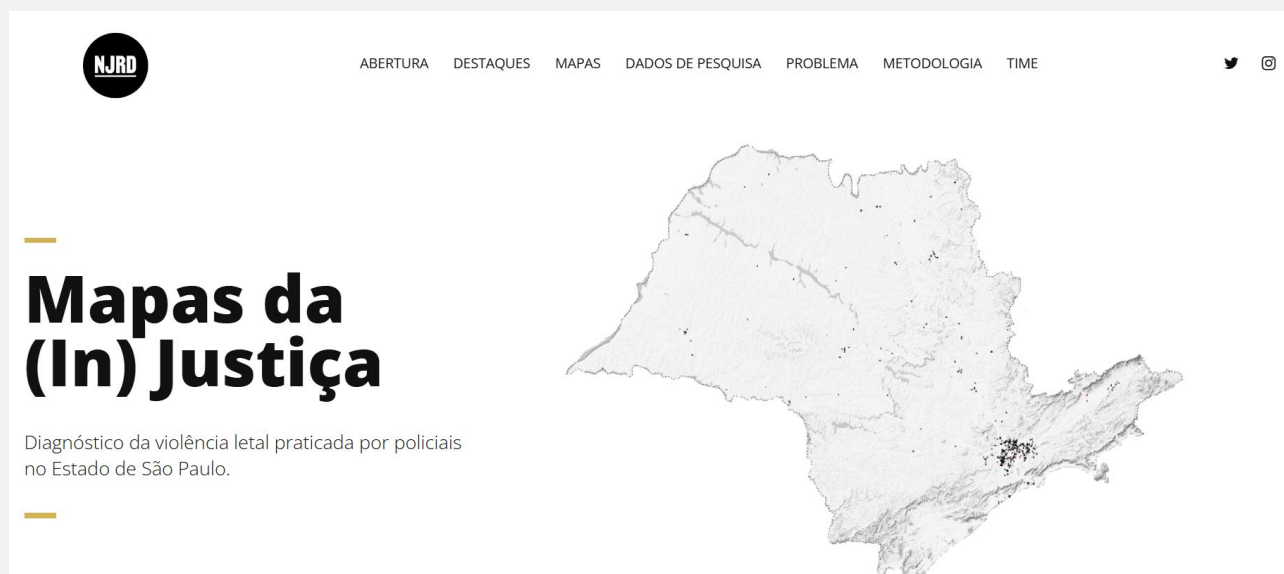 NJRD
ABERTURA DESTAQUES MAPAS DADOS DE PESQUISA PROBLEMA METODOLOGIA TIME
Mapas da
(In) Justiça
Diagnóstico da violência letal praticada por policiais
no Estado de São Paulo.